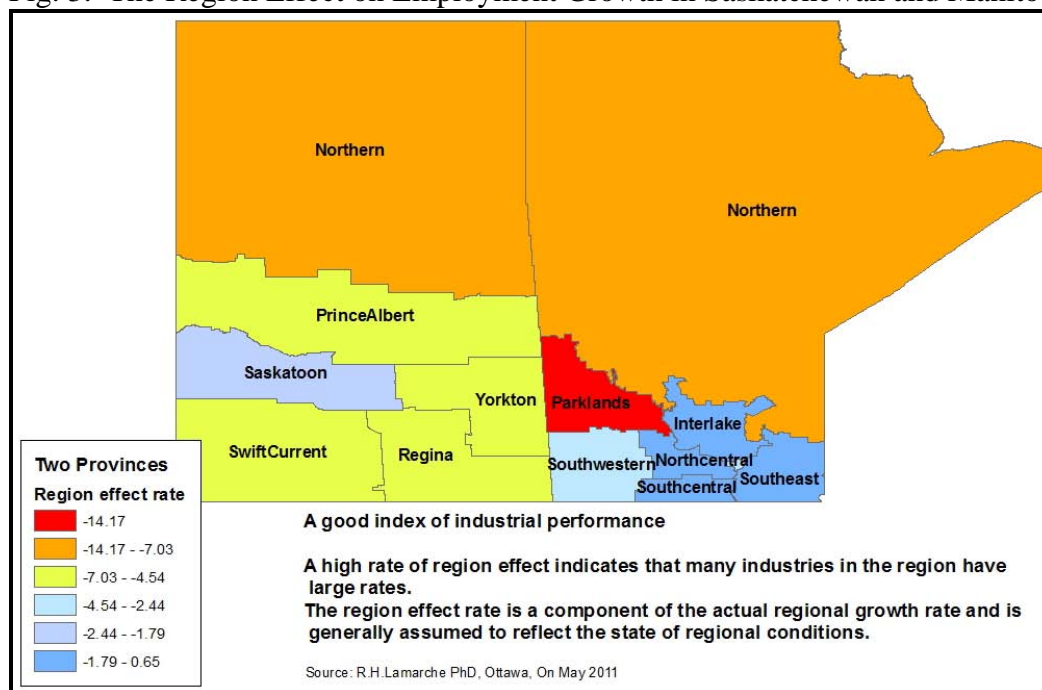 Fig. 3.  The Region Effect on Employment Growth in Saskatchewan and Manito
Northern
Northern
PrinceAlbert
Saskatoon
Yorkton
Parklands
Interlake
SwiftCurrent
Regina
Southwestern
Northcentral
Southeast
Southcentral
Two Provinces
Region effect rate
-14.17
-14.17 - -7.03
-7.03 - -4.54
-4.54 - -2.44
-2.44 - -1.79
-1.79 - 0.65
A good index of industrial performance
A high rate of region effect indicates that many industries in the region have
large rates.
The region effect rate is a component of the actual regional growth rate and is
generally assumed to reflect the state of regional conditions.
Source: R.H.Lamarche PhD, Ottawa, On May 2011